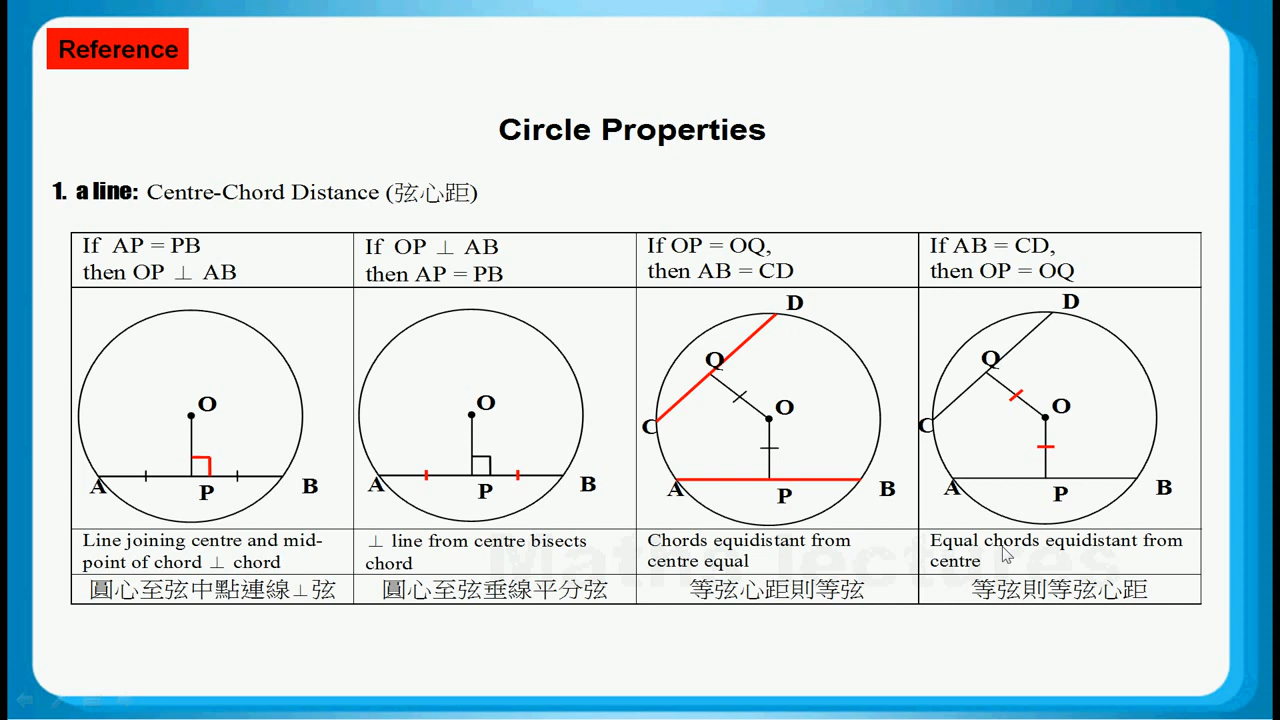 Reference
Circle Properties
1. a line: Centre-Chord Distance (弦心距)
If AP = PB
then OP ⊥ AB
If OP ⊥ AB
then AP = PB
If OP = OQ,
then AB = CD
If AB = CD,
then OP = OQ
O
A
P
B
O
A
P
B
D
Q
O
C
A
P
B
D
Q
O
C
A
P
B
Line joining centre and mid-
point of chord ⊥ chord
⊥ line from centre bisects
chord
Chords equidistant from
centre equal
Equal chords equidistant from
centre
圓心至弦中點連線⊥弦
圓心至弦垂線平分弦
等弦心距則等弦
等弦則等弦心距
Maths lectures